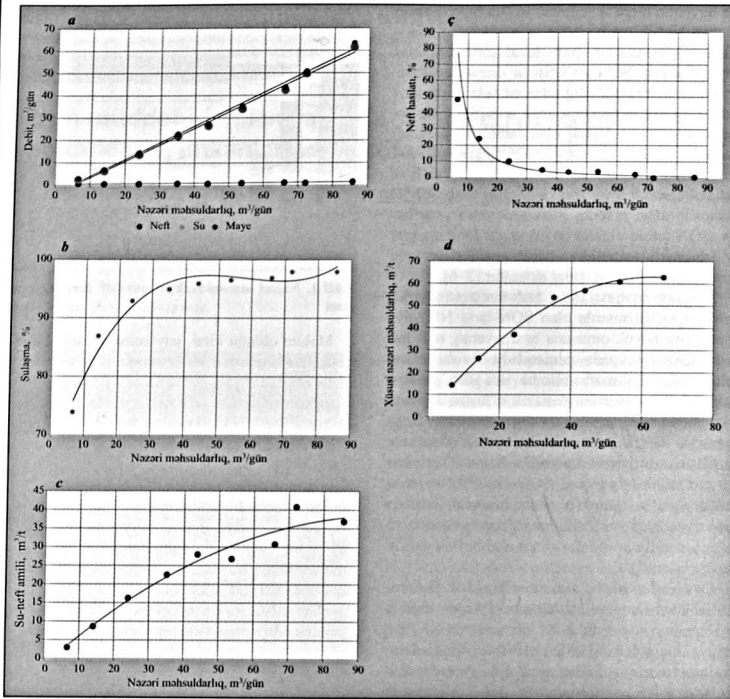 a
Debit, m³/gün
70
60
50
40
30
20
10
0
0 10 20 30 40 50 60 70 80 90
Nəzəri məhsuldarlıq, m³/gün
● Neft ● Su ● Maye
ç
Neft hasilatı, %
90
80
70
60
50
40
30
20
10
0
0 10 20 30 40 50 60 70 80 90
Nəzəri məhsuldarlıq, m³/gün
b
Sulaşma, %
100
90
80
70
0 10 20 30 40 50 60 70 80 90
Nəzəri məhsuldarlıq, m³/gün
d
Xüsusi nəzəri məhsuldarlıq, m³/t
70
60
50
40
30
20
10
0
0 20 40 60 80
Nəzəri məhsuldarlıq, m³/gün
c
Su-neft amili, m³/t
45
40
35
30
25
20
15
10
5
0
0 10 20 30 40 50 60 70 80 90
Nəzəri məhsuldarlıq, m³/gün